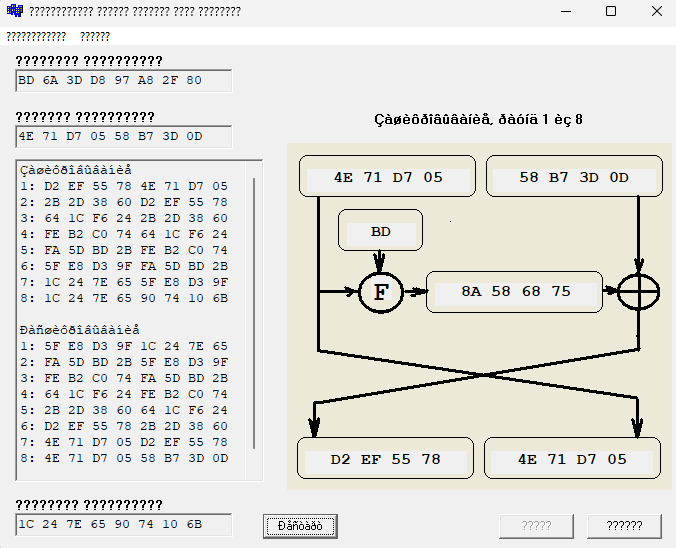 ???????????? ?????? ??????? ???? ????????
???????????? ??????
???????? ??????????
BD 6A 3D D8 97 A8 2F 80
??????? ??????????
4E 71 D7 05 58 B7 3D 0D
Çàøèôðîâûâàíèå
1: D2 EF 55 78 4E 71 D7 05
2: 2B 2D 38 60 D2 EF 55 78
3: 64 1C F6 24 2B 2D 38 60
4: FE B2 C0 74 64 1C F6 24
5: FA 5D BD 2B FE B2 C0 74
6: 5F E8 D3 9F FA 5D BD 2B
7: 1C 24 7E 65 5F E8 D3 9F
8: 1C 24 7E 65 90 74 10 6B
Ðàñøèôðîâûâàíèå
1: 5F E8 D3 9F 1C 24 7E 65
2: FA 5D BD 2B 5F E8 D3 9F
3: FE B2 C0 74 FA 5D BD 2B
4: 64 1C F6 24 FE B2 C0 74
5: 2B 2D 38 60 64 1C F6 24
6: D2 EF 55 78 2B 2D 38 60
7: 4E 71 D7 05 D2 EF 55 78
8: 4E 71 D7 05 58 B7 3D 0D
???????? ??????????
1C 24 7E 65 90 74 10 6B
Çàøèôðîâûâàíèå, ðàóíä 1 èç 8
4E 71 D7 05
58 B7 3D 0D
BD
F
8A 58 68 75
D2 EF 55 78
4E 71 D7 05
Ðåñòàðò
?????
??????